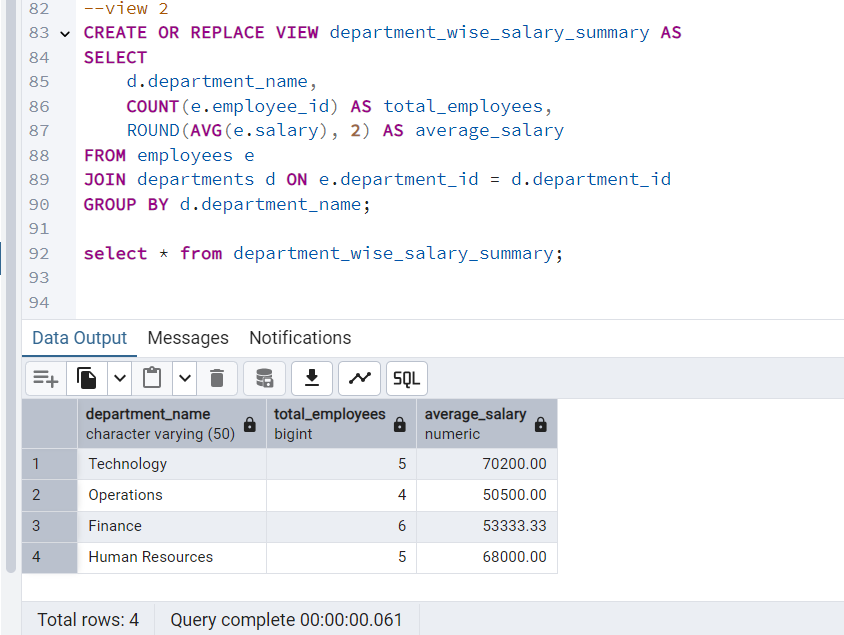 82 --view 2
83 CREATE OR REPLACE VIEW department_wise_salary_summary AS
84 SELECT
85 d.department_name,
86 COUNT(e.employee_id) AS total_employees,
87 ROUND(AVG(e.salary), 2) AS average_salary
88 FROM employees e
89 JOIN departments d ON e.department_id = d.department_id
90 GROUP BY d.department_name;
91
92 select * from department_wise_salary_summary;
93
94
Data Output Messages Notifications
SQL
department_name total_employees average_salary
character varying (50) bigint numeric
1 Technology 5 70200.00
2 Operations 4 50500.00
3 Finance 6 53333.33
4 Human Resources 5 68000.00
Total rows: 4 Query complete 00:00:00.061